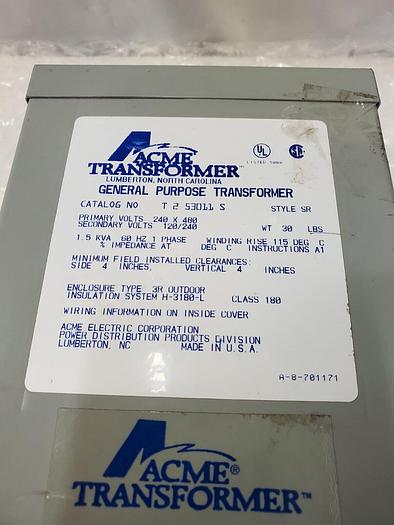 ACME
TRANSFORMER
LUMBERTON, NORTH CAROLINA
UL
LISTED
SA
GENERAL PURPOSE TRANSFORMER
CATALOG NO T 2 53011 S STYLE SR
PRIMARY VOLTS 240 X 480
SECONDARY VOLTS 120/240 WT 30 LBS
1.5 KVA 60 HZ 1 PHASE WINDING RISE 115 DEG C
% IMPEDANCE AT DEG C INSTRUCTIONS A1
MINIMUM FIELD INSTALLED CLEARANCES:
SIDE 4 INCHES, VERTICAL 4 INCHES
ENCLOSURE TYPE 3R OUTDOOR
INSULATION SYSTEM H-3180-L CLASS 180
WIRING INFORMATION ON INSIDE COVER
ACME ELECTRIC CORPORATION
POWER DISTRIBUTION PRODUCTS DIVISION
LUMBERTON, NC MADE IN U.S.A.
A-8-701171
ACME®
TRANSFORMER™